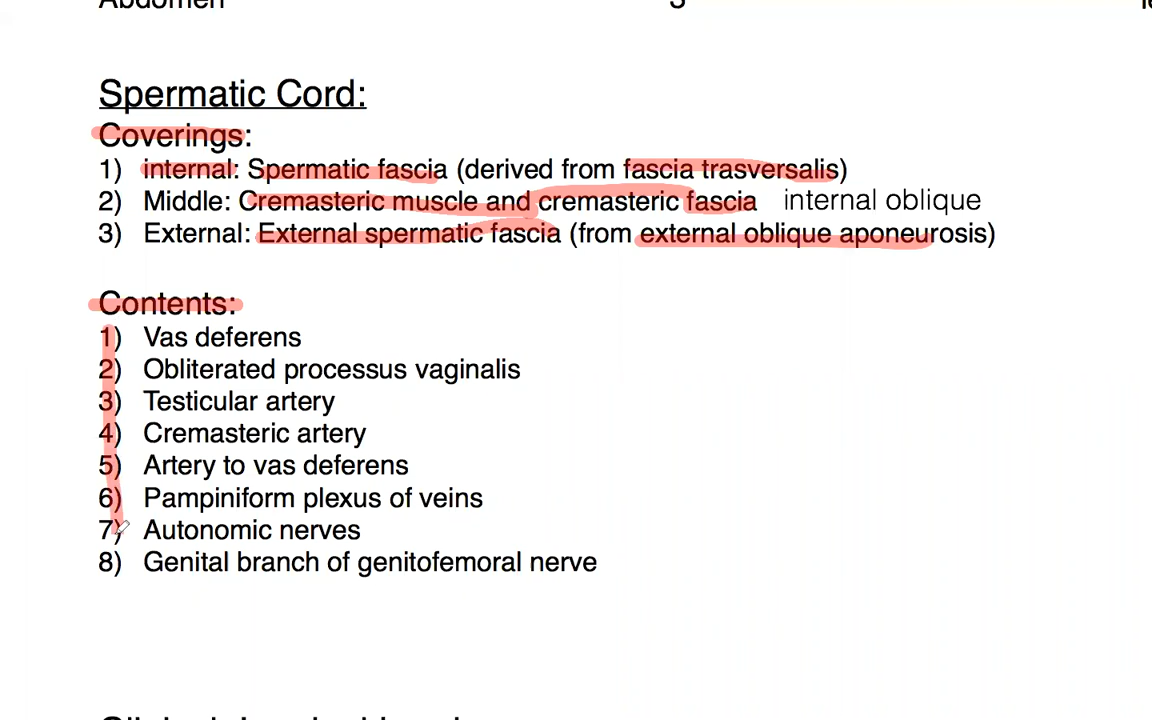 Abdomen
Spermatic Cord:
Coverings:
1) internal: Spermatic fascia (derived from fascia trasversalis)
2) Middle: Cremasteric muscle and cremasteric fascia internal oblique
3) External: External spermatic fascia (from external oblique aponeurosis)
Contents:
1) Vas deferens
2) Obliterated processus vaginalis
3) Testicular artery
4) Cremasteric artery
5) Artery to vas deferens
6) Pampiniform plexus of veins
7) Autonomic nerves
8) Genital branch of genitofemoral nerve